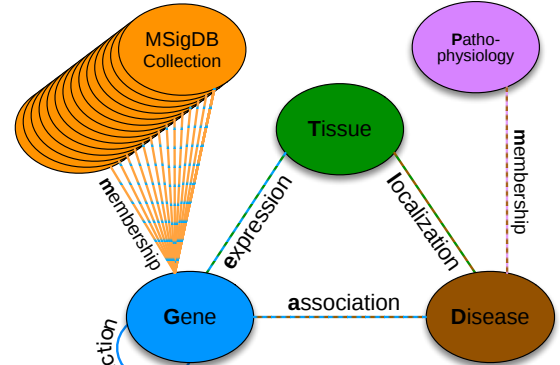 MSigDB
Collection
Patho-
physiology
Tissue
membership
expression
localization
membership
Gene
association
Disease